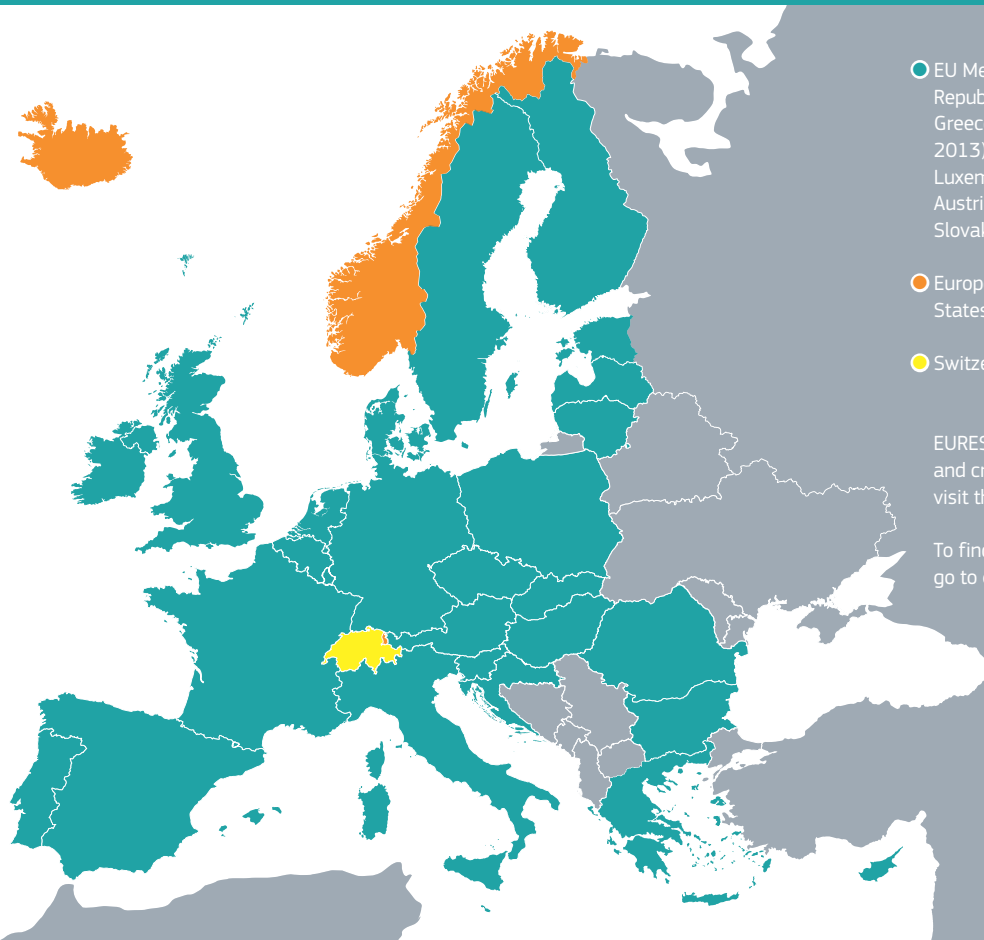 EU Me
Repub
Greec
2013)
Luxem
Austri
Slovak
Europ
States
Switze
EURES
and cr
visit th
To find
go to